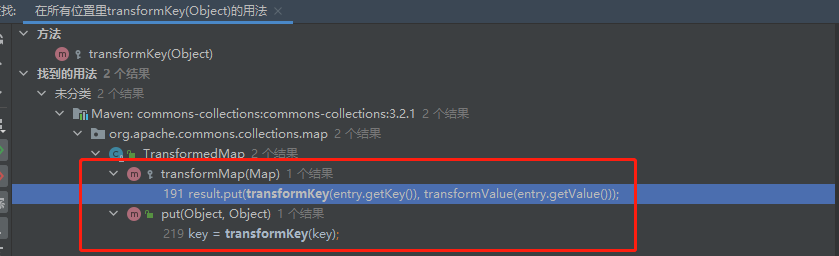 找: 在所有位置里transformKey(Object)的用法 ×
方法
m transformKey(Object)
找到的用法 2 个结果
未分类 2 个结果
Maven: commons-collections:commons-collections:3.2.1 2 个结果
org.apache.commons.collections.map 2 个结果
C TransformedMap 2 个结果
m transformMap(Map) 1 个结果
191 result.put(transformKey(entry.getKey()), transformValue(entry.getValue()));
m put(Object, Object) 1 个结果
219 key = transformKey(key);